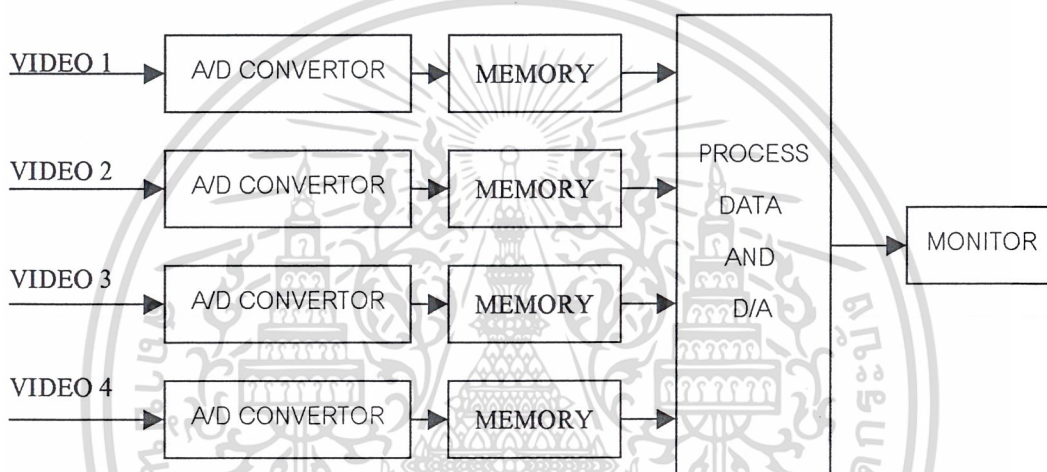 VIDEO 1
A/D CONVERTOR
MEMORY
VIDEO 2
A/D CONVERTOR
MEMORY
VIDEO 3
A/D CONVERTOR
MEMORY
VIDEO 4
A/D CONVERTOR
MEMORY
PROCESS
DATA
AND
D/A
MONITOR